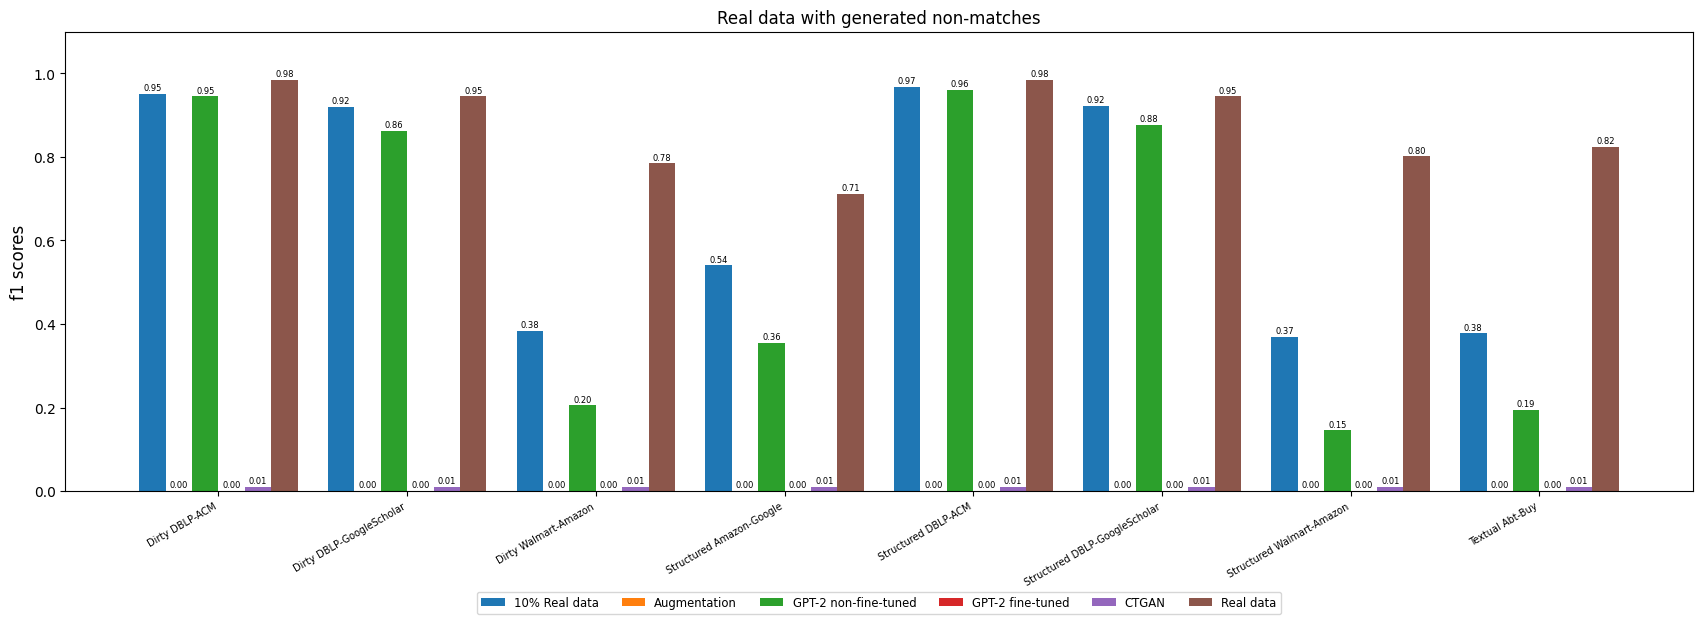 Real data with generated non-matches
f1 scores
1.0
0.8
0.6
0.4
0.2
0.0
0.95 0.00 0.95 0.00 0.01 0.98
0.92 0.00 0.86 0.00 0.01 0.95
0.38 0.00 0.20 0.00 0.01 0.78
0.54 0.00 0.36 0.00 0.01 0.71
0.97 0.00 0.96 0.00 0.01 0.98
0.92 0.00 0.88 0.00 0.01 0.95
0.37 0.00 0.15 0.00 0.01 0.80
0.38 0.00 0.19 0.00 0.01 0.82
Dirty DBLP-ACM
Dirty DBLP-GoogleScholar
Dirty Walmart-Amazon
Structured Amazon-Google
Structured DBLP-ACM
Structured DBLP-GoogleScholar
Structured Walmart-Amazon
Textual Abt-Buy
10% Real data
Augmentation
GPT-2 non-fine-tuned
GPT-2 fine-tuned
CTGAN
Real data